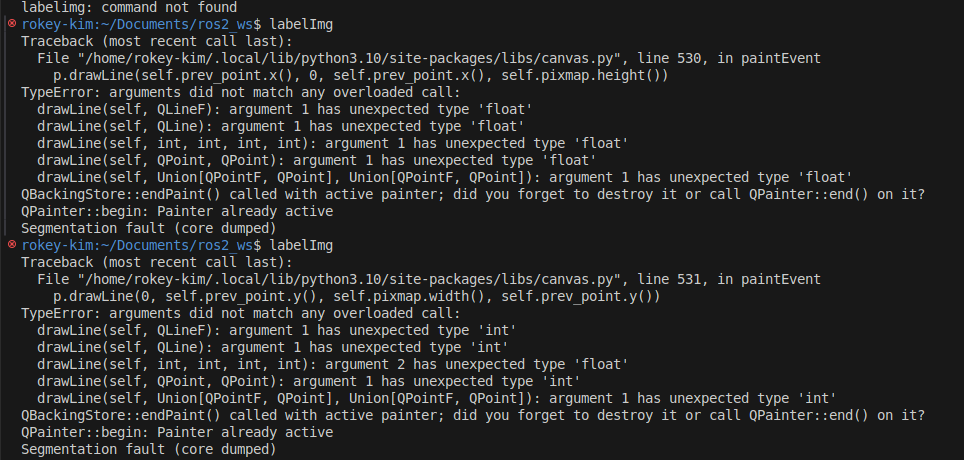 labelimg: command not found
rokey-kim:~/Documents/ros2_ws$ labelImg
Traceback (most recent call last):
  File "/home/rokey-kim/.local/lib/python3.10/site-packages/libs/canvas.py", line 530, in paintEvent
    p.drawLine(self.prev_point.x(), 0, self.prev_point.x(), self.pixmap.height())
TypeError: arguments did not match any overloaded call:
  drawLine(self, QLineF): argument 1 has unexpected type 'float'
  drawLine(self, QLine): argument 1 has unexpected type 'float'
  drawLine(self, int, int, int, int): argument 1 has unexpected type 'float'
  drawLine(self, QPoint, QPoint): argument 1 has unexpected type 'float'
  drawLine(self, Union[QPointF, QPoint], Union[QPointF, QPoint]): argument 1 has unexpected type 'float'
QBackingStore::endPaint() called with active painter; did you forget to destroy it or call QPainter::end() on it?
QPainter::begin: Painter already active
Segmentation fault (core dumped)
rokey-kim:~/Documents/ros2_ws$ labelImg
Traceback (most recent call last):
  File "/home/rokey-kim/.local/lib/python3.10/site-packages/libs/canvas.py", line 531, in paintEvent
    p.drawLine(0, self.prev_point.y(), self.pixmap.width(), self.prev_point.y())
TypeError: arguments did not match any overloaded call:
  drawLine(self, QLineF): argument 1 has unexpected type 'int'
  drawLine(self, QLine): argument 1 has unexpected type 'int'
  drawLine(self, int, int, int, int): argument 2 has unexpected type 'float'
  drawLine(self, QPoint, QPoint): argument 1 has unexpected type 'int'
  drawLine(self, Union[QPointF, QPoint], Union[QPointF, QPoint]): argument 1 has unexpected type 'int'
QBackingStore::endPaint() called with active painter; did you forget to destroy it or call QPainter::end() on it?
QPainter::begin: Painter already active
Segmentation fault (core dumped)